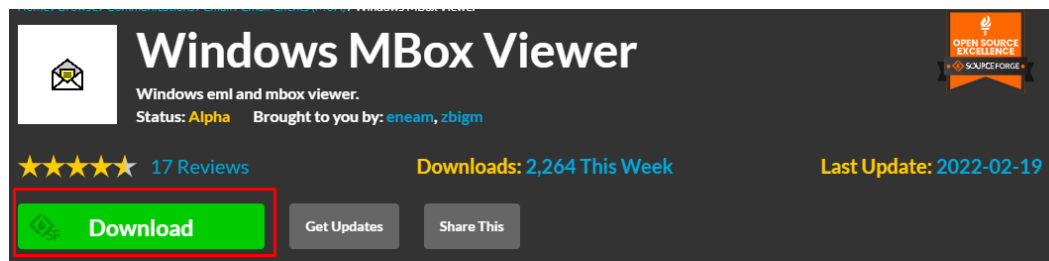 Windows MBox Viewer
OPEN SOURCE
EXCELLENCE
SOURCEFORGE
Windows eml and mbox viewer.
Status: Alpha Brought to you by: eneam, zbigm
17 Reviews
Downloads: 2,264 This Week
Last Update: 2022-02-19
SF
Download
Get Updates
Share This